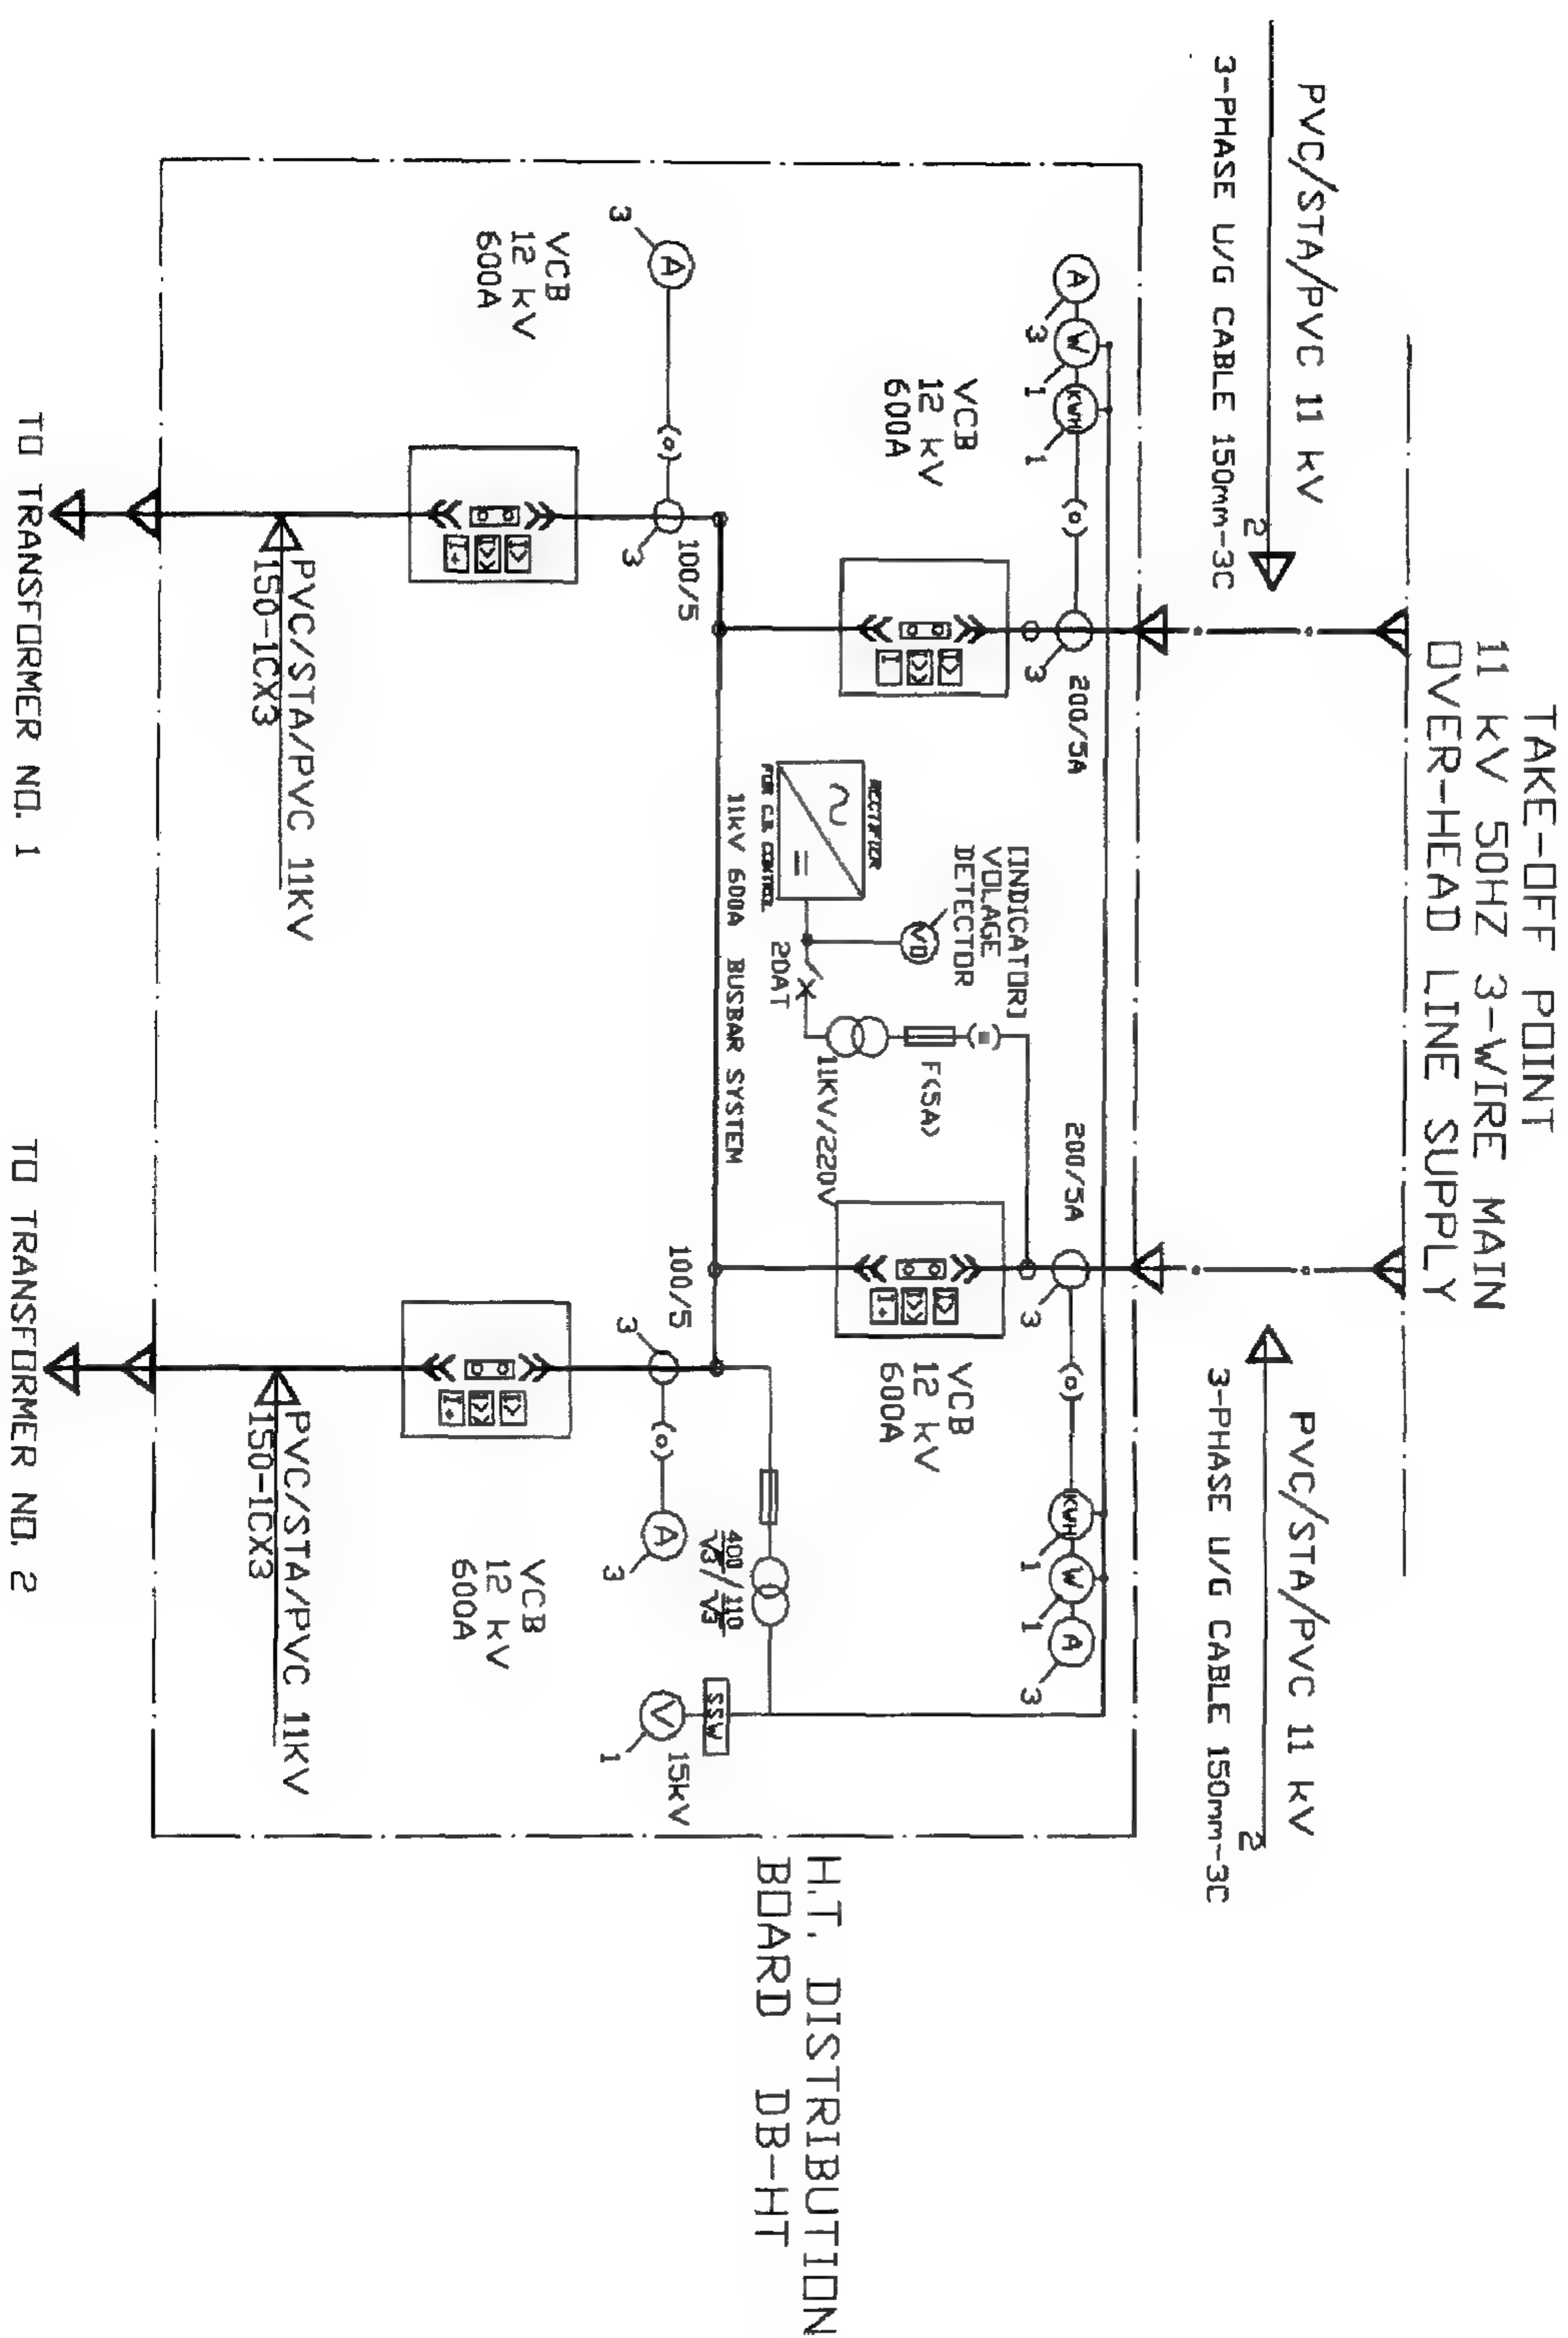 TAKE-OFF POINT
11 kV 50HZ 3-WIRE MAIN
OVER-HEAD LINE SUPPLY
PVC/STA/PVC 11 kV
3-PHASE U/G CABLE 150mm-3C
2
PVC/STA/PVC 11 kV
3-PHASE U/G CABLE 150mm-3C
2
A
W
KWH
3
1
1
200/5A
3
200/5A
3
KWH
W
A
1
1
3
VCB
12 kV
600A
I>
I>>
I
[INDICATOR]
VOLAGE
DETECTOR
VD
F(5A)
11KV/220V
20AT
RECTIFIER
FOR C.B. CONTROL
I>
I>>
I+
VCB
12 kV
600A
H.T. DISTRIBUTION
BOARD DB-HT
11kV 600A BUSBAR SYSTEM
400/√3 / 110/√3
SSW
V
15kV
1
A
3
100/5
3
100/5
3
A
3
VCB
12 kV
600A
I>
I>>
I+
I>
I>>
I+
VCB
12 kV
600A
PVC/STA/PVC 11KV
150-1CX3
PVC/STA/PVC 11KV
150-1CX3
TO TRANSFORMER NO. 1
TO TRANSFORMER NO. 2